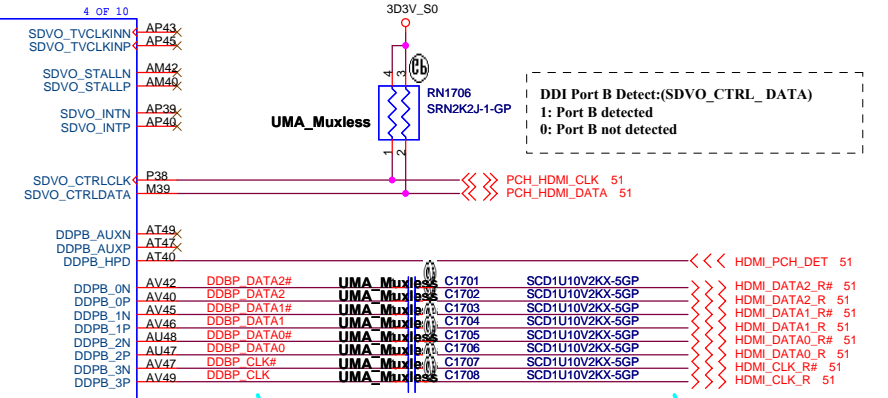 4 OF 10
3D3V_S0
SDVO_TVCLKINN AP43
SDVO_TVCLKINP AP45
SDVO_STALLN AM42
SDVO_STALLP AM40
4 3
RN1706
SRN2K2J-1-GP
UMA_Muxless
DDI Port B Detect:(SDVO_CTRL_ DATA)
1: Port B detected
0: Port B not detected
SDVO_INTN AP39
SDVO_INTP AP40
1 2
SDVO_CTRLCLK P38 PCH_HDMI_CLK 51
SDVO_CTRLDATA M39 PCH_HDMI_DATA 51
DDPB_AUXN AT49
DDPB_AUXP AT47
DDPB_HPD AT40 HDMI_PCH_DET 51
DDPB_0N AV42 DDBP_DATA2# UMA_Muxless C1701 SCD1U10V2KX-5GP HDMI_DATA2_R# 51
DDPB_0P AV40 DDBP_DATA2 UMA_Muxless C1702 SCD1U10V2KX-5GP HDMI_DATA2_R 51
DDPB_1N AV45 DDBP_DATA1# UMA_Muxless C1703 SCD1U10V2KX-5GP HDMI_DATA1_R# 51
DDPB_1P AV46 DDBP_DATA1 UMA_Muxless C1704 SCD1U10V2KX-5GP HDMI_DATA1_R 51
DDPB_2N AU48 DDBP_DATA0# UMA_Muxless C1705 SCD1U10V2KX-5GP HDMI_DATA0_R# 51
DDPB_2P AU47 DDBP_DATA0 UMA_Muxless C1706 SCD1U10V2KX-5GP HDMI_DATA0_R 51
DDPB_3N AV47 DDBP_CLK# UMA_Muxless C1707 SCD1U10V2KX-5GP HDMI_CLK_R# 51
DDPB_3P AV49 DDBP_CLK UMA_Muxless C1708 SCD1U10V2KX-5GP HDMI_CLK_R 51